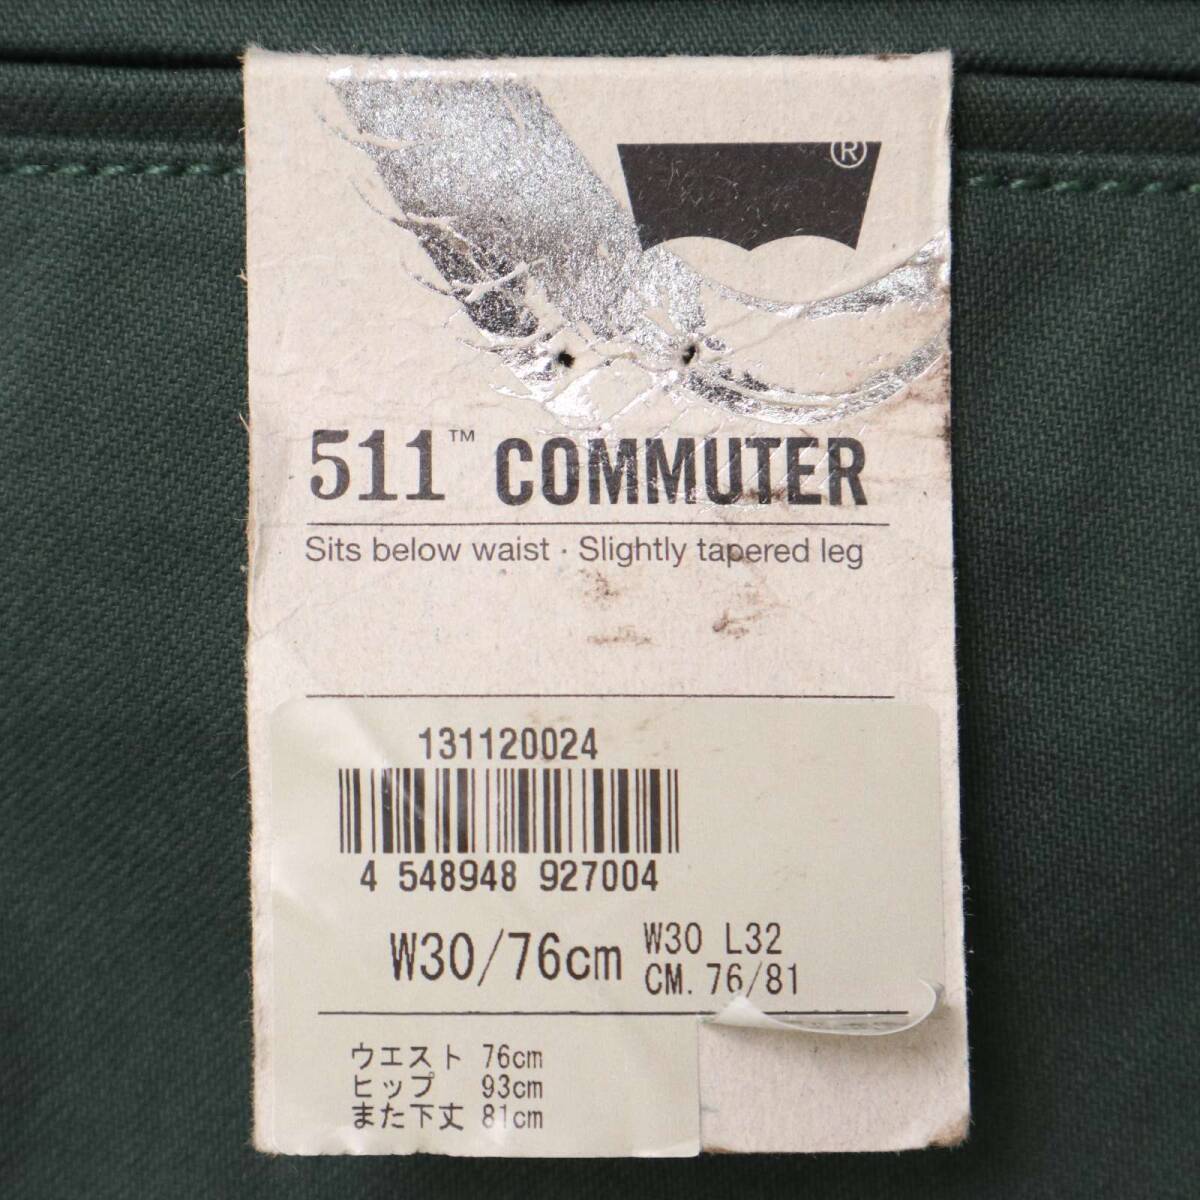 ®
511™ COMMUTER
Sits below waist · Slightly tapered leg
131120024
4 548948 927004
W30/76cm
W30 L32
CM. 76/81
ウエスト 76cm
ヒップ 93cm
また下丈 81cm